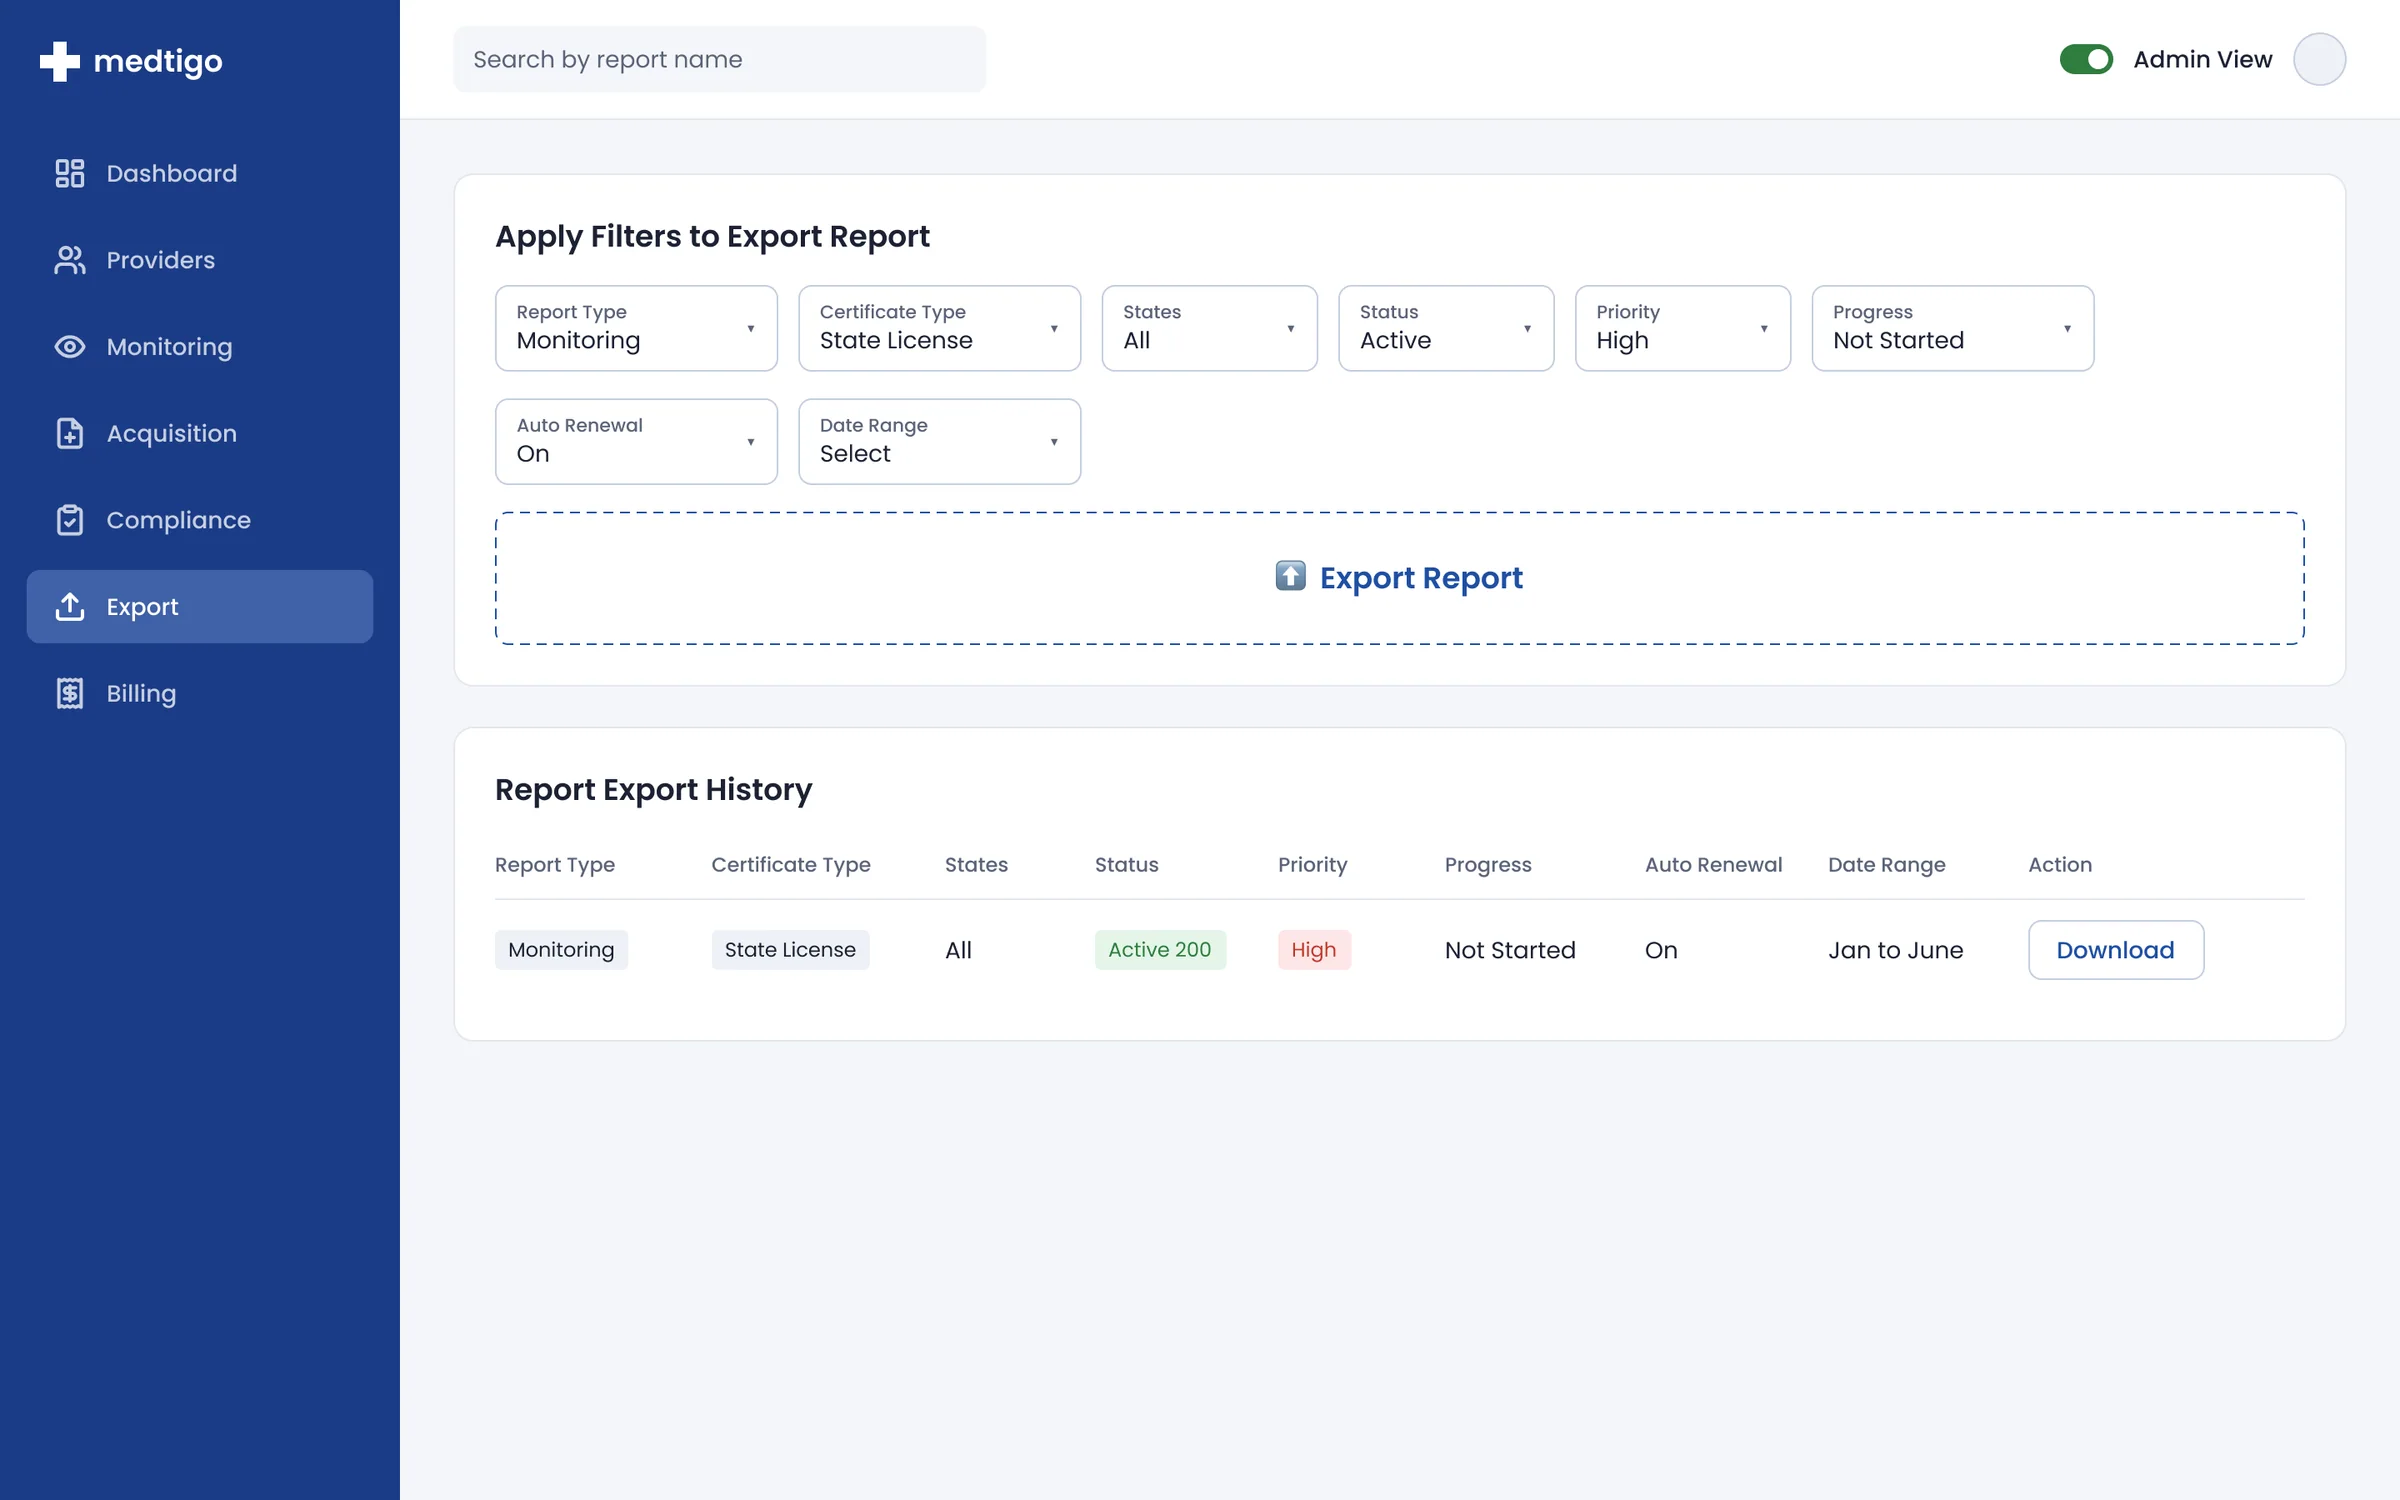 medtigo
Search by report name
Admin View
Dashboard
Providers
Monitoring
Acquisition
Compliance
Export
Billing
Apply Filters to Export Report
Report Type
Monitoring
Certificate Type
State License
States
All
Status
Active
Priority
High
Progress
Not Started
Auto Renewal
On
Date Range
Select
Export Report
Report Export History
Report Type Certificate Type States Status Priority Progress Auto Renewal Date Range Action
Monitoring State License All Active 200 High Not Started On Jan to June Download